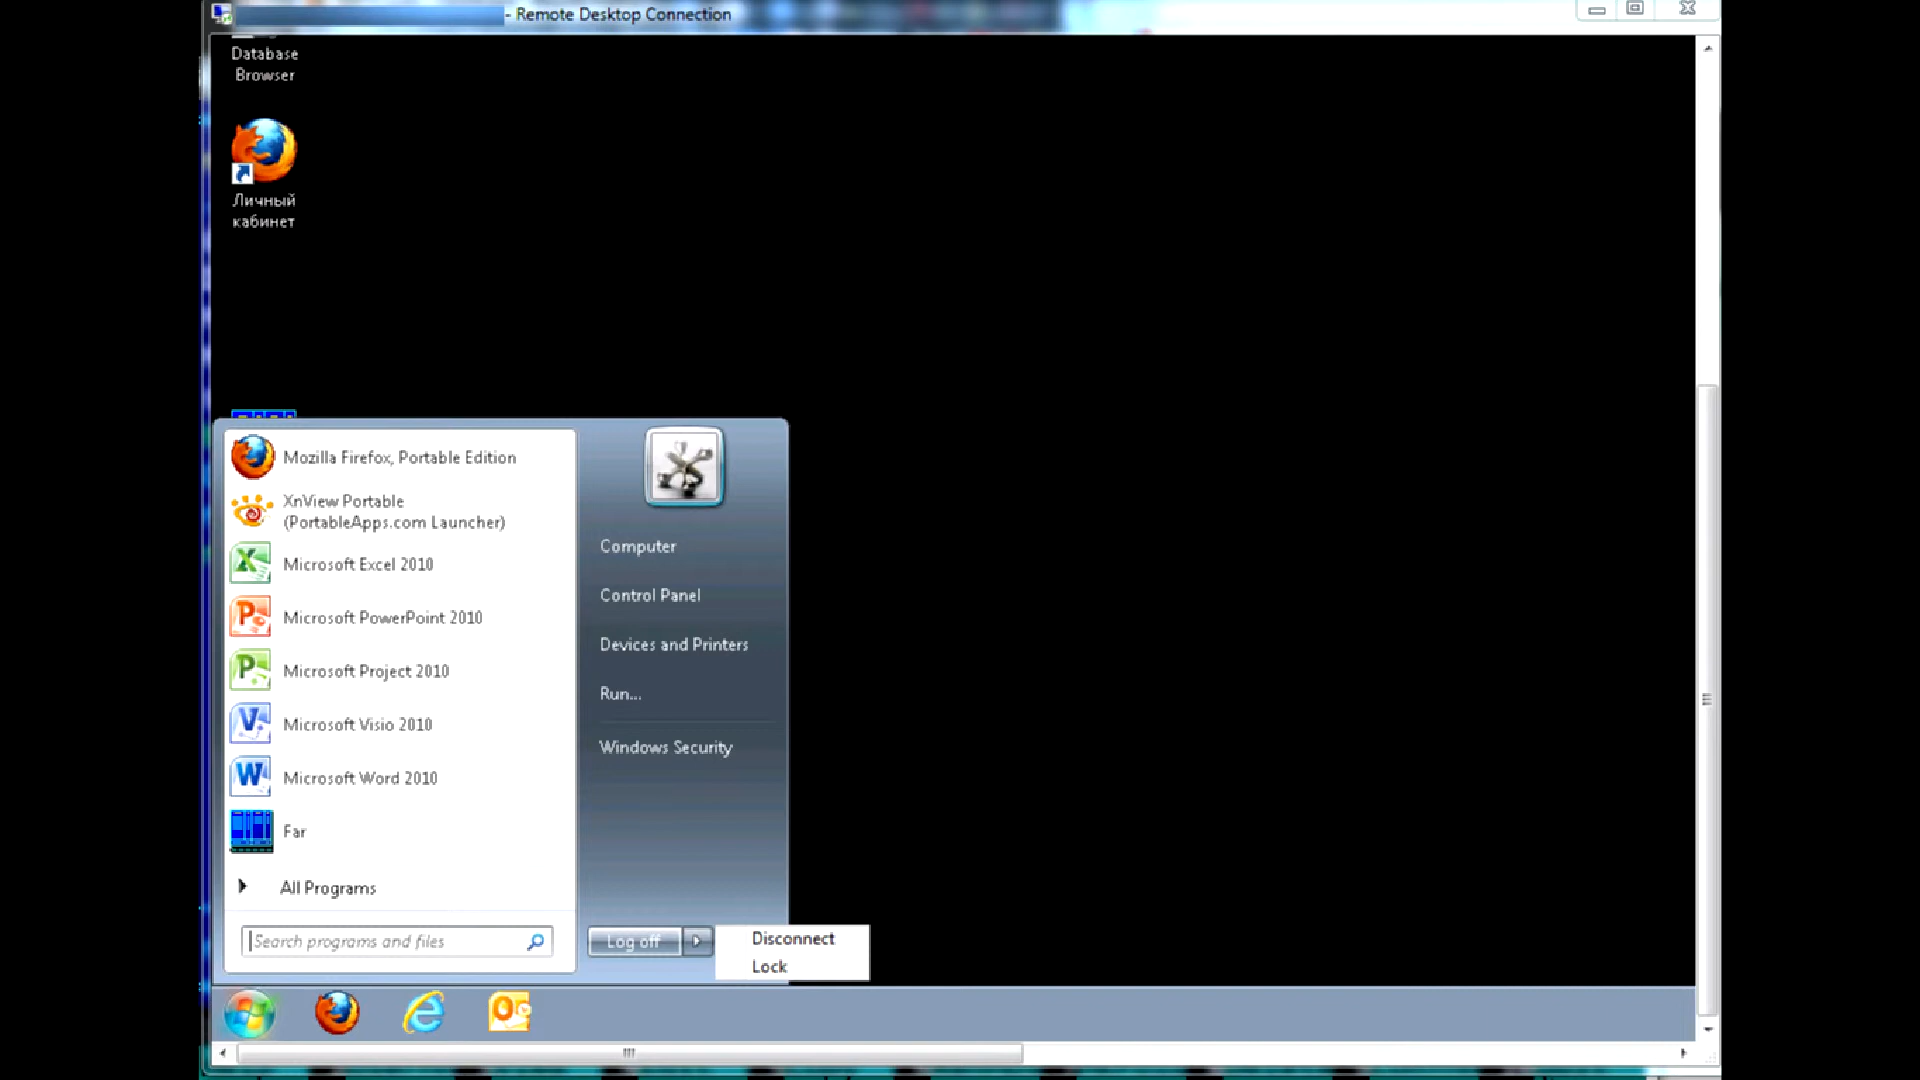 - Remote Desktop Connection
Database
Browser
Личный
кабинет
Mozilla Firefox, Portable Edition
XnView Portable
(PortableApps.com Launcher)
Microsoft Excel 2010
Microsoft PowerPoint 2010
Microsoft Project 2010
Microsoft Visio 2010
Microsoft Word 2010
Far
All Programs
Search programs and files
Computer
Control Panel
Devices and Printers
Run...
Windows Security
Log off
Disconnect
Lock